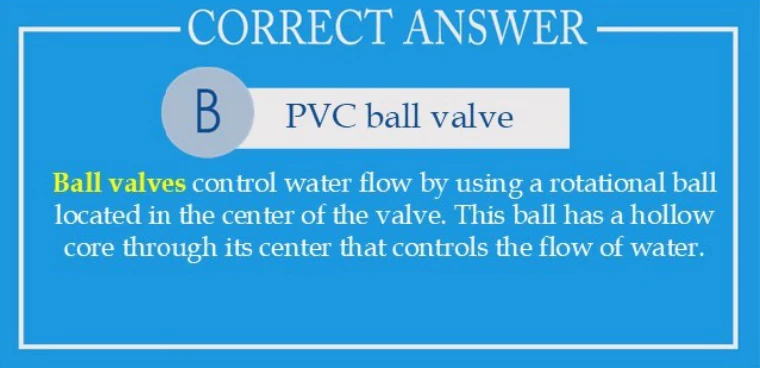 CORRECT ANSWER
B
PVC ball valve
Ball valves control water flow by using a rotational ball
located in the center of the valve. This ball has a hollow
core through its center that controls the flow of water.